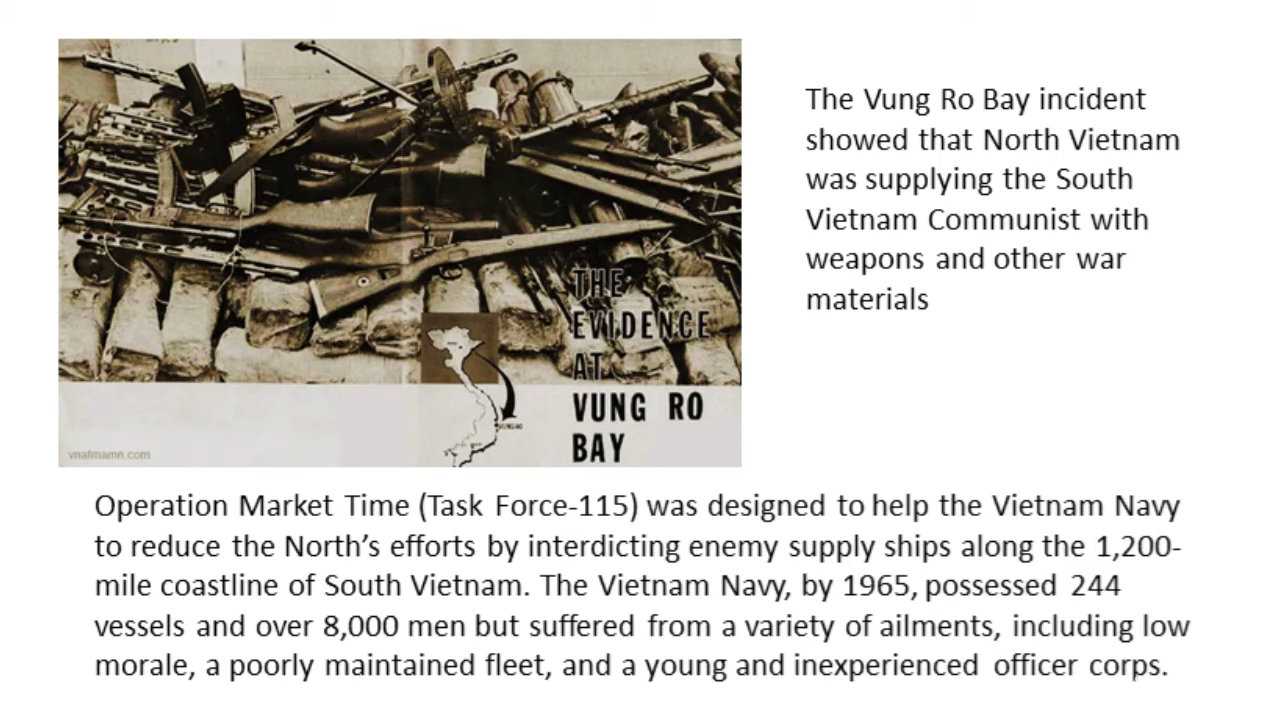 The Vung Ro Bay incident
showed that North Vietnam
was supplying the South
Vietnam Communist with
weapons and other war
materials
THE
EVIDENCE
AT
VUNG RO
BAY
vnafmamn.com
Operation Market Time (Task Force-115) was designed to help the Vietnam Navy
to reduce the North’s efforts by interdicting enemy supply ships along the 1,200-
mile coastline of South Vietnam. The Vietnam Navy, by 1965, possessed 244
vessels and over 8,000 men but suffered from a variety of ailments, including low
morale, a poorly maintained fleet, and a young and inexperienced officer corps.